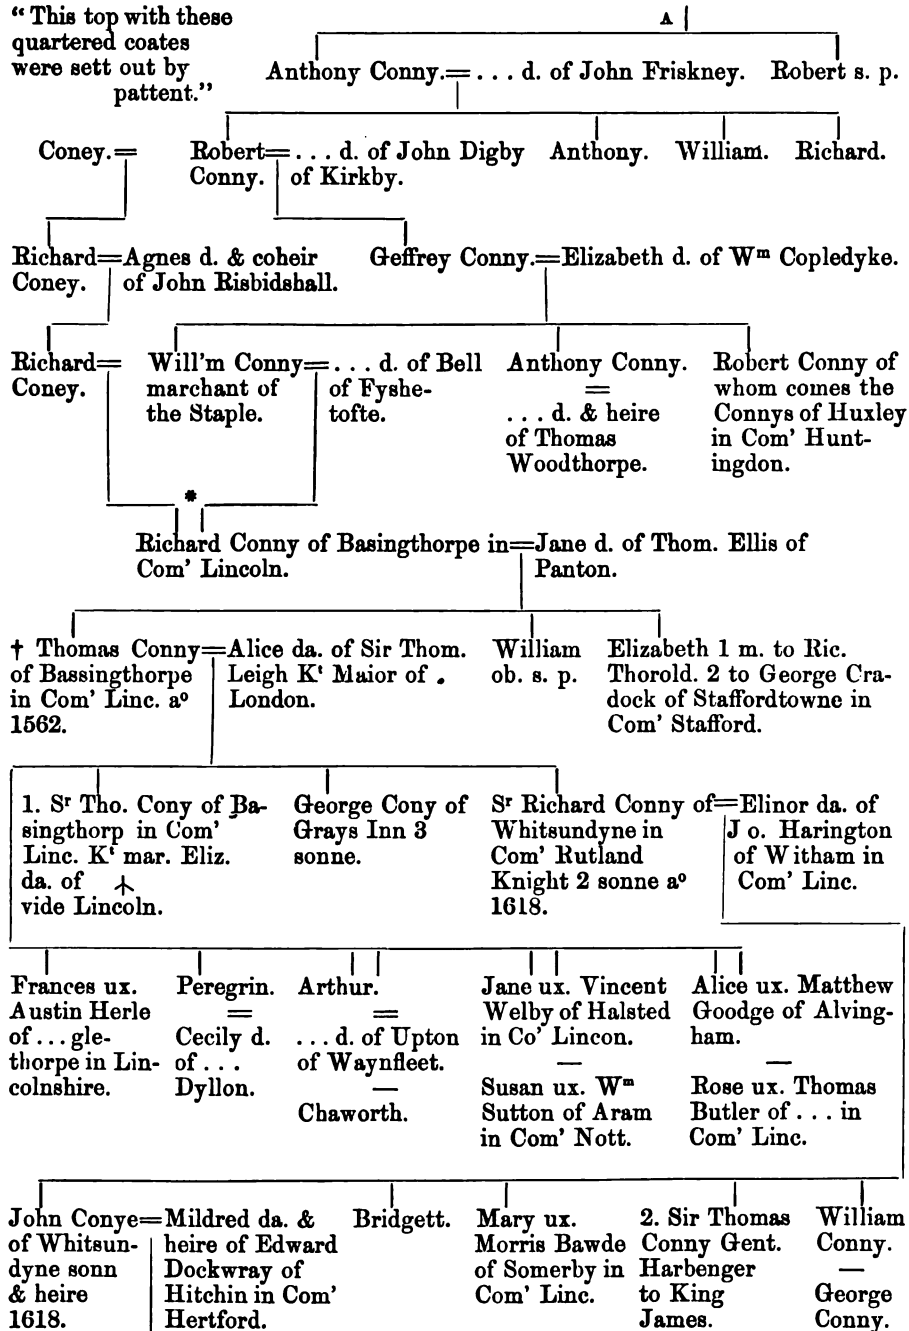 “ This top with these
quartered coates
were sett out by
pattent.”
A
Anthony Conny.= . . . d. of John Friskney. Robert s. p.
Coney.=
Robert= . . . d. of John Digby
Conny. of Kirkby.
Anthony. William. Richard.
Richard=Agnes d. & coheir
Coney. of John Risbidshall.
Geffrey Conny.=Elizabeth d. of Wᵐ Copledyke.
Richard=
Coney.
Will’m Conny= . . . d. of Bell
marchant of of Fyshe-
the Staple. tofte.
Anthony Conny.
=
. . . d. & heire
of Thomas
Woodthorpe.
Robert Conny of
whom comes the
Connys of Huxley
in Com’ Hunt-
ingdon.
*
Richard Conny of Basingthorpe in=Jane d. of Thom. Ellis of
Com’ Lincoln. Panton.
† Thomas Conny=Alice da. of Sir Thom.
of Bassingthorpe Leigh Kᵗ Maior of .
in Com’ Linc. aᵒ London.
1562.
William
ob. s. p.
Elizabeth 1 m. to Ric.
Thorold. 2 to George Cra-
dock of Staffordtowne in
Com’ Stafford.
1. Sʳ Tho. Cony of Ba-
singthorp in Com’
Linc. Kᵗ mar. Eliz.
da. of ⅄
vide Lincoln.
George Cony of
Grays Inn 3
sonne.
Sʳ Richard Conny of=Elinor da. of
Whitsundyne in J o. Harington
Com’ Rutland of Witham in
Knight 2 sonne aᵒ Com’ Linc.
1618.
Frances ux.
Austin Herle
of . . . gle-
thorpe in Lin-
colnshire.
Peregrin.
=
Cecily d.
of . . .
Dyllon.
Arthur.
=
. . . d. of Upton
of Waynfleet.
—
Chaworth.
Jane ux. Vincent
Welby of Halsted
in Co’ Lincon.
—
Susan ux. Wᵐ
Sutton of Aram
in Com’ Nott.
Alice ux. Matthew
Goodge of Alving-
ham.
—
Rose ux. Thomas
Butler of . . . in
Com’ Linc.
John Conye=Mildred da. &
of Whitsun- heire of Edward
dyne sonn Dockwray of
& heire Hitchin in Com’
1618. Hertford.
Bridgett.
Mary ux.
Morris Bawde
of Somerby in
Com’ Linc.
2. Sir Thomas
Conny Gent.
Harbenger
to King
James.
William
Conny.
—
George
Conny.